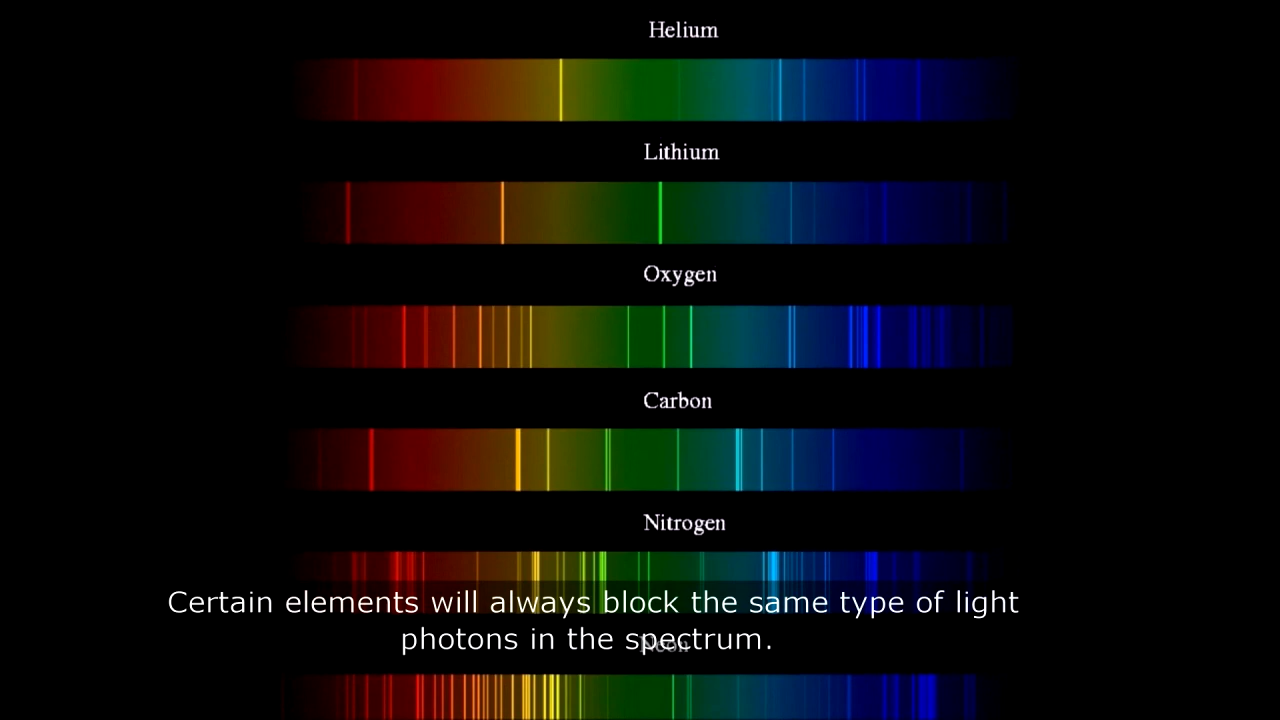 Helium
Lithium
Oxygen
Carbon
Nitrogen
Certain elements will always block the same type of light
photons in the spectrum.
Neon